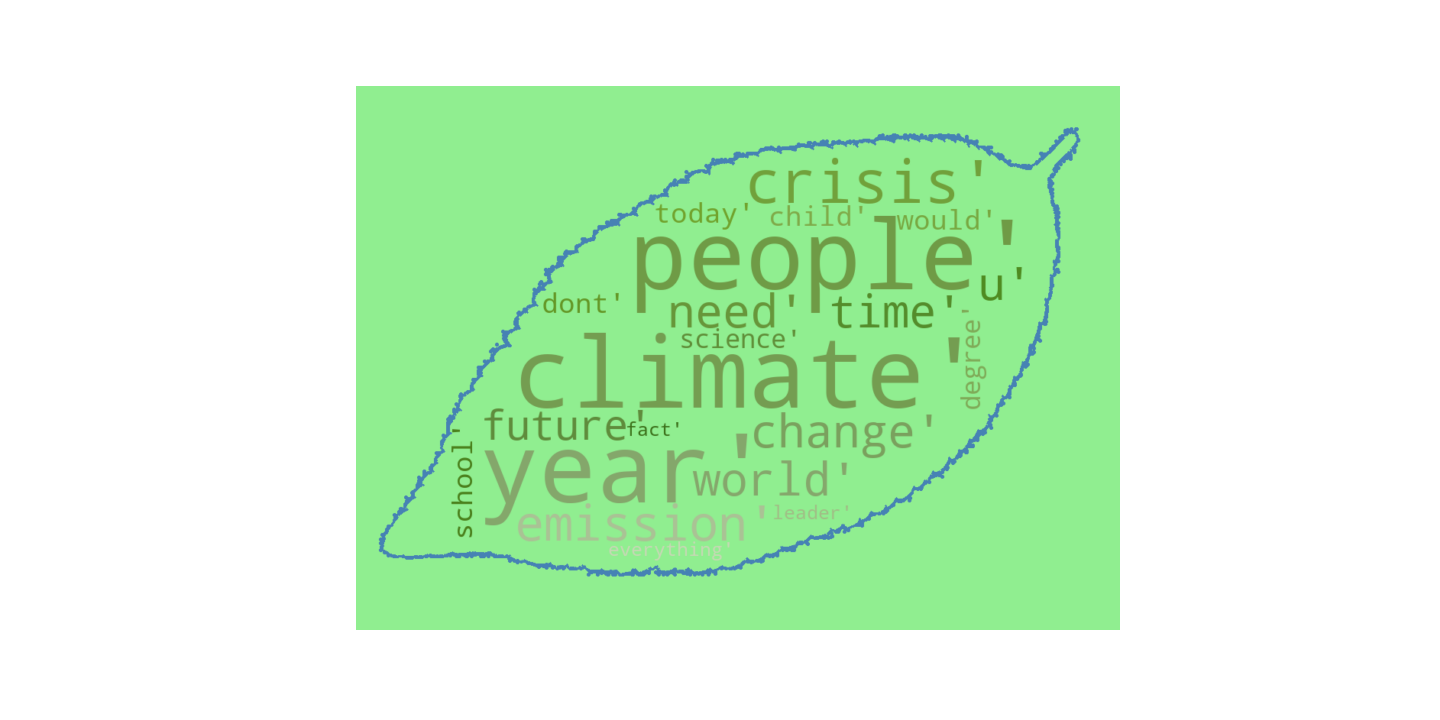 crisis'
today' child' would'
people'
u'
dont' need' time'
science'
degree'
climate'
future' fact' change'
school'
year' world'
emission' leader'
everything'